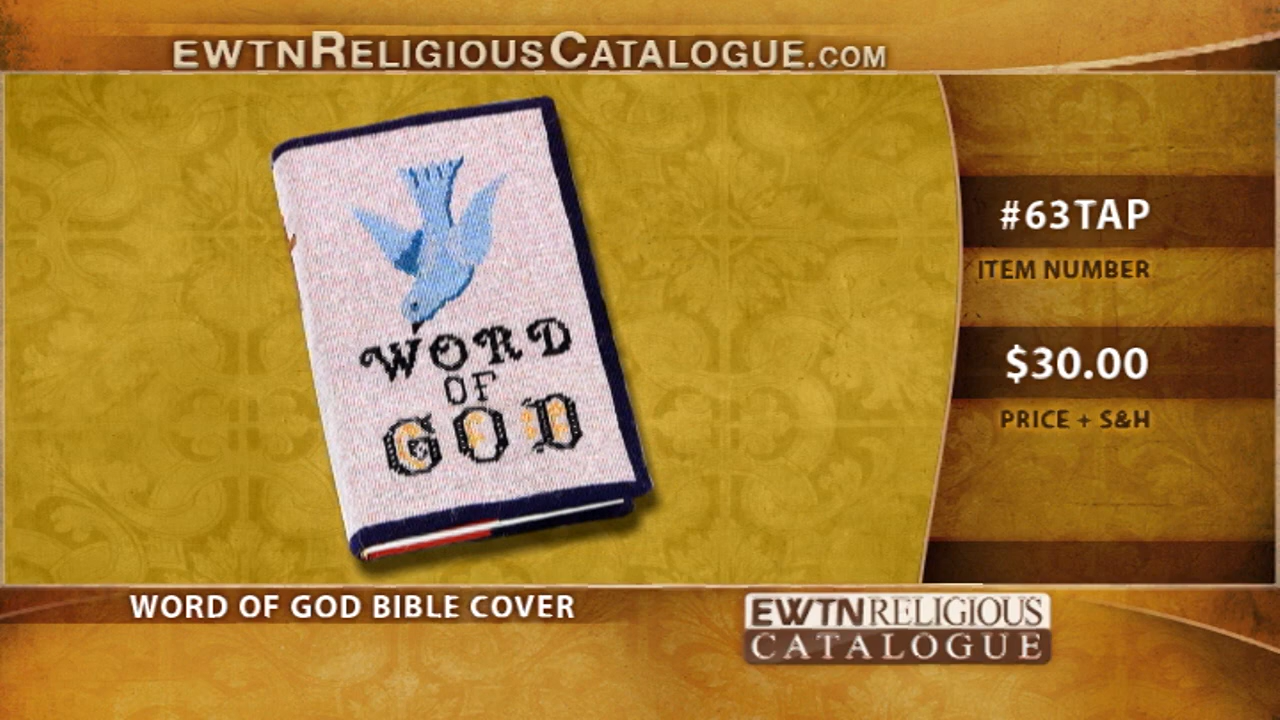 EWTNRELIGIOUSCATALOGUE.COM
WORD
OF
GOD
#63TAP
ITEM NUMBER
$30.00
PRICE + S&H
WORD OF GOD BIBLE COVER
EWTNRELIGIOUS
CATALOGUE